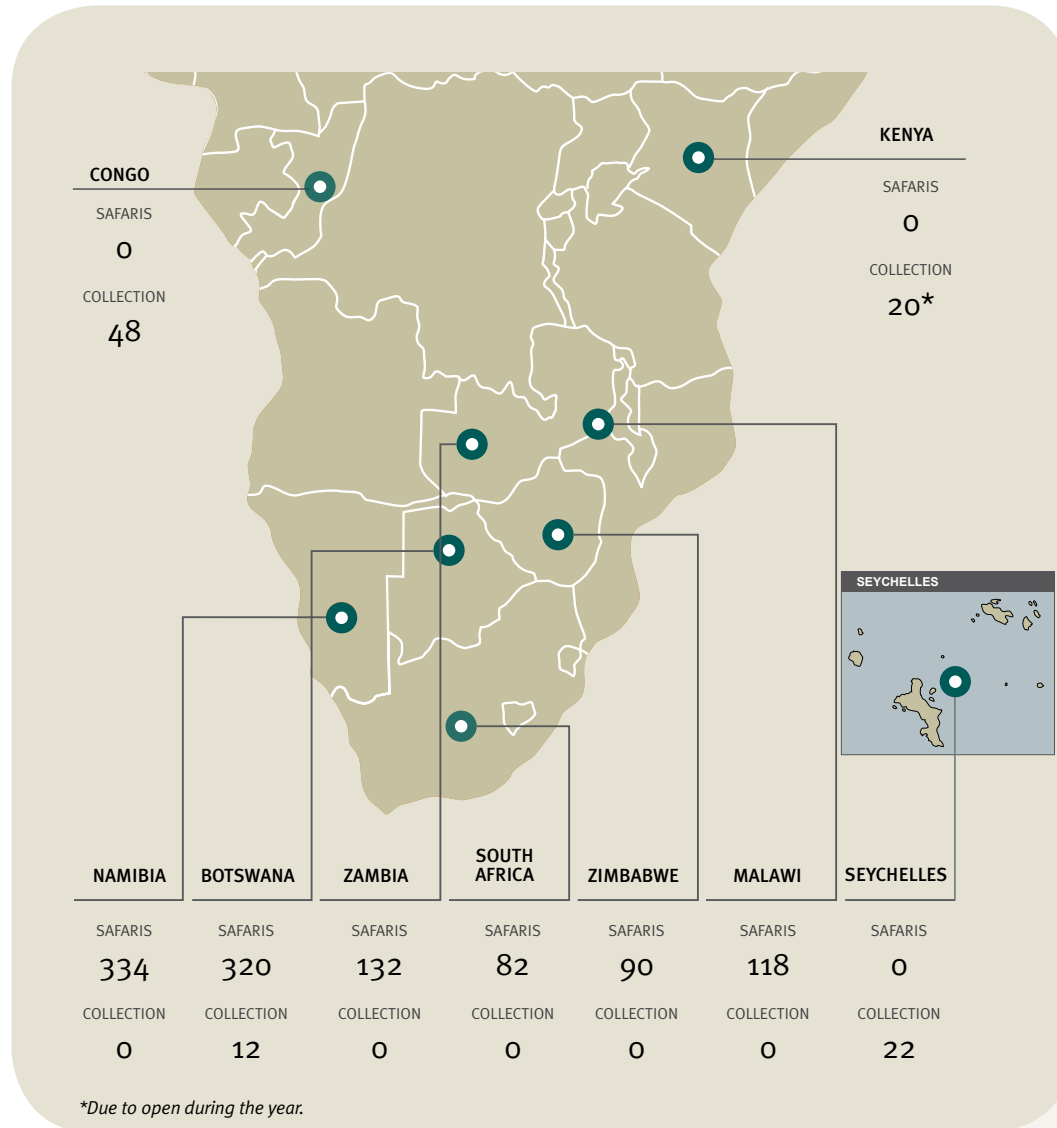 KENYA
SAFARIS
0
COLLECTION
20*
CONGO
SAFARIS
0
COLLECTION
48
SEYCHELLES
NAMIBIA
SAFARIS
334
COLLECTION
0
BOTSWANA
SAFARIS
320
COLLECTION
12
ZAMBIA
SAFARIS
132
COLLECTION
0
SOUTH
AFRICA
SAFARIS
82
COLLECTION
0
ZIMBABWE
SAFARIS
90
COLLECTION
0
MALAWI
SAFARIS
118
COLLECTION
0
SEYCHELLES
SAFARIS
0
COLLECTION
22
*Due to open during the year.